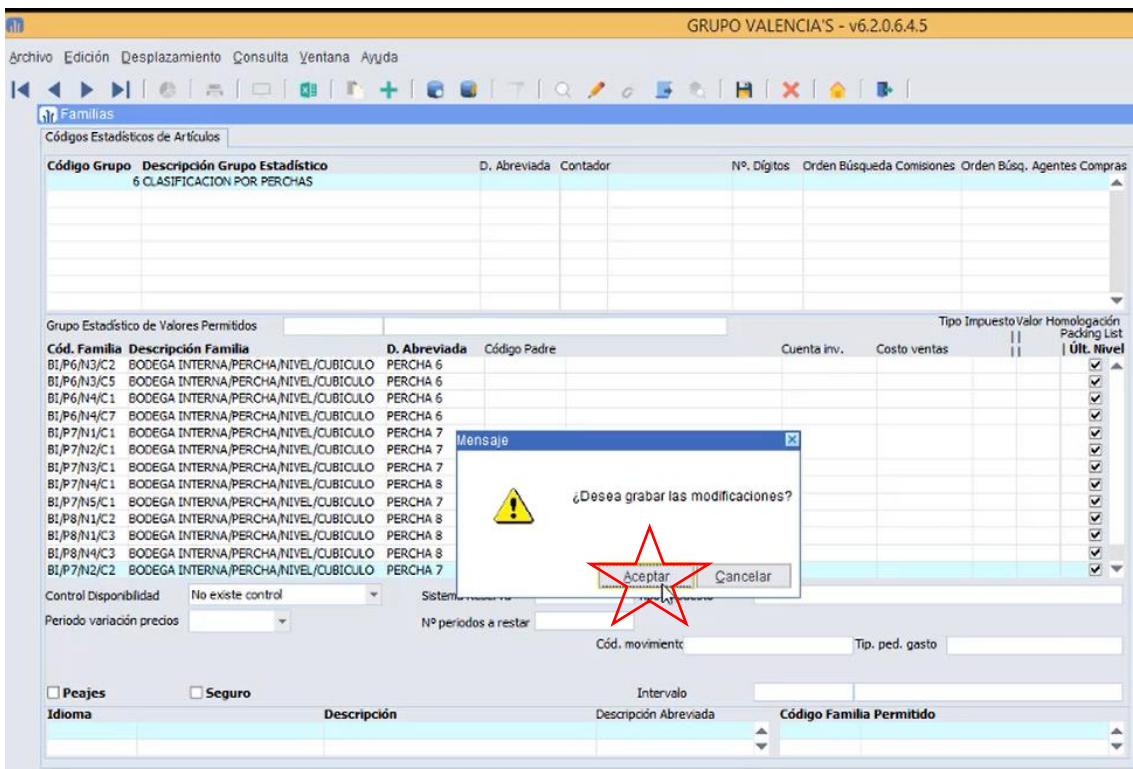 GRUPO VALENCIA'S - v6.2.0.6.4.5
Archivo Edición Desplazamiento Consulta Ventana Ayuda
Familias
Códigos Estadísticos de Artículos
Código Grupo Descripción Grupo Estadístico D. Abreviada Contador Nº. Dígitos Orden Búsqueda Comisiones Orden Búsq. Agentes Compras
6 CLASIFICACION POR PERCHAS
Grupo Estadístico de Valores Permitidos Tipo Impuesto Valor Homologación
Packing List
Cód. Familia Descripción Familia D. Abreviada Código Padre Cuenta inv. Costo ventas Últ. Nivel
BI/P6/N3/C2 BODEGA INTERNA/PERCHA/NIVEL/CUBICULO PERCHA 6
BI/P6/N3/C5 BODEGA INTERNA/PERCHA/NIVEL/CUBICULO PERCHA 6
BI/P6/N4/C1 BODEGA INTERNA/PERCHA/NIVEL/CUBICULO PERCHA 6
BI/P6/N4/C7 BODEGA INTERNA/PERCHA/NIVEL/CUBICULO PERCHA 6
BI/P7/N1/C1 BODEGA INTERNA/PERCHA/NIVEL/CUBICULO PERCHA 7
BI/P7/N2/C1 BODEGA INTERNA/PERCHA/NIVEL/CUBICULO PERCHA 7
BI/P7/N3/C1 BODEGA INTERNA/PERCHA/NIVEL/CUBICULO PERCHA 7
BI/P7/N4/C1 BODEGA INTERNA/PERCHA/NIVEL/CUBICULO PERCHA 8
BI/P7/N5/C1 BODEGA INTERNA/PERCHA/NIVEL/CUBICULO PERCHA 7
BI/P8/N1/C2 BODEGA INTERNA/PERCHA/NIVEL/CUBICULO PERCHA 8
BI/P8/N1/C3 BODEGA INTERNA/PERCHA/NIVEL/CUBICULO PERCHA 8
BI/P8/N4/C3 BODEGA INTERNA/PERCHA/NIVEL/CUBICULO PERCHA 8
BI/P7/N2/C2 BODEGA INTERNA/PERCHA/NIVEL/CUBICULO PERCHA 7
Mensaje
¿Desea grabar las modificaciones?
Aceptar Cancelar
Control Disponibilidad No existe control Sistema
Periodo variación precios Nº periodos a restar
Cód. movimiento Tip. ped. gasto
Peajes Seguro Intervalo
Idioma Descripción Descripción Abreviada Código Familia Permitido